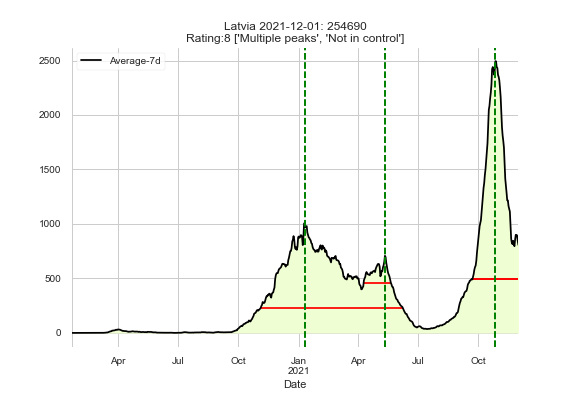 Latvia 2021-12-01: 254690
Rating:8 ['Multiple peaks', 'Not in control']
Average-7d
2500
2000
1500
1000
500
0
Apr Jul Oct Jan Apr Jul Oct
2021
Date